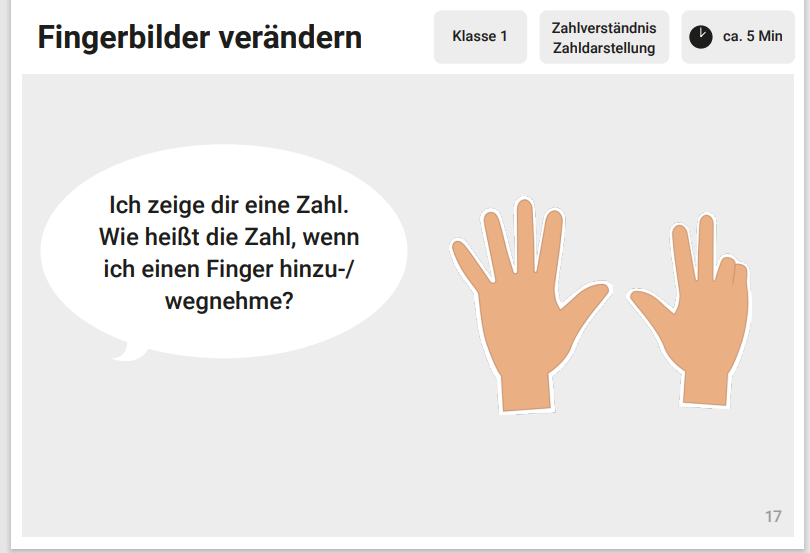 Fingerbilder verändern
Klasse 1
Zahlverständnis
Zahldarstellung
ca. 5 Min
Ich zeige dir eine Zahl.
Wie heißt die Zahl, wenn
ich einen Finger hinzu-/
wegnehme?
17